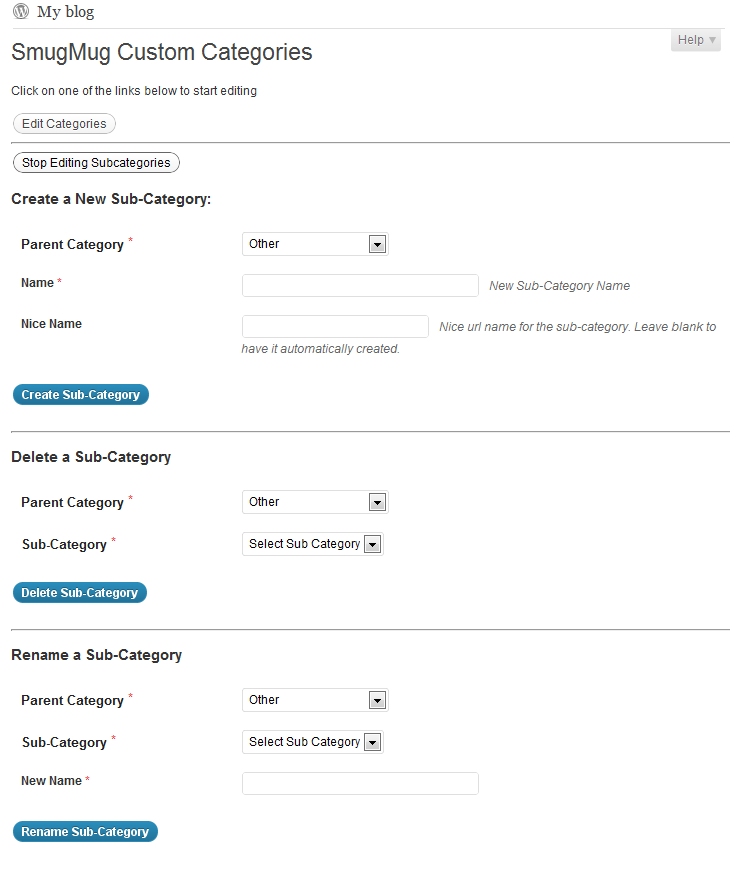 My blog
Help
SmugMug Custom Categories
Click on one of the links below to start editing
Edit Categories
Stop Editing Subcategories
Create a New Sub-Category:
Parent Category * Other
Name * New Sub-Category Name
Nice Name Nice url name for the sub-category. Leave blank to
have it automatically created.
Create Sub-Category
Delete a Sub-Category
Parent Category * Other
Sub-Category * Select Sub Category
Delete Sub-Category
Rename a Sub-Category
Parent Category * Other
Sub-Category * Select Sub Category
New Name *
Rename Sub-Category